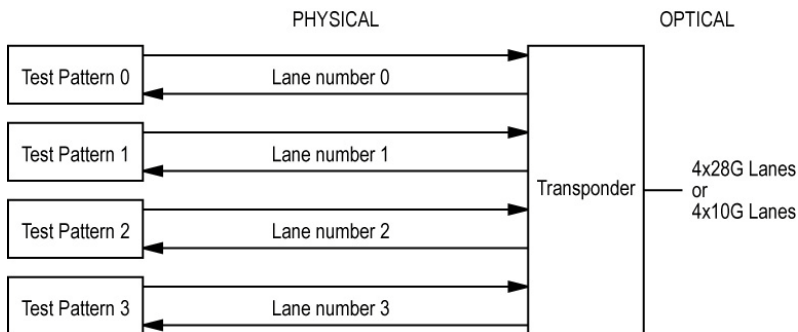 PHYSICAL
OPTICAL
Test Pattern 0
Lane number 0
Test Pattern 1
Lane number 1
Transponder
4x28G Lanes
or
4x10G Lanes
Test Pattern 2
Lane number 2
Test Pattern 3
Lane number 3